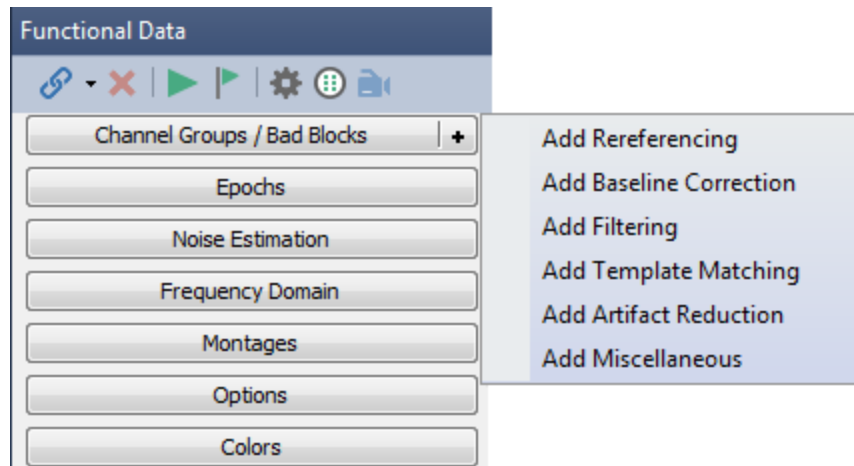 Functional Data
Channel Groups / Bad Blocks +
Epochs
Noise Estimation
Frequency Domain
Montages
Options
Colors
Add Rereferencing
Add Baseline Correction
Add Filtering
Add Template Matching
Add Artifact Reduction
Add Miscellaneous